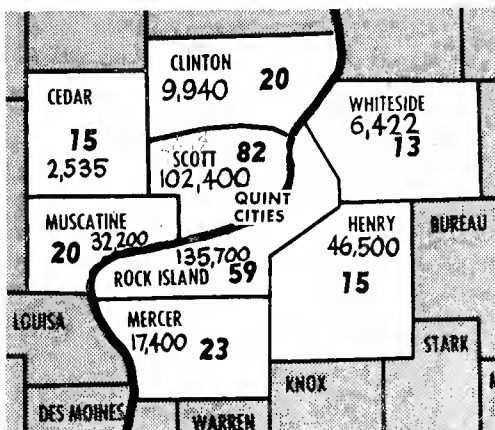 CLINTON
9,940 20
CEDAR
15
2,535
WHITESIDE
6,422
13
SCOTT 82
102,400
QUINT
CITIES
MUSCATINE
32,200
20
135,700
ROCK ISLAND 59
HENRY
46,500
15
BUREAU
LOUISA
MERCER
17,400 23
STARK
KNOX
DES MOINES
WARREN